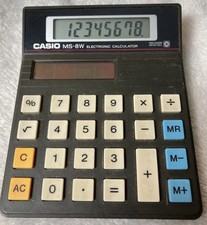 12345678.
CASIO MS-8W ELECTRONIC CALCULATOR
% 7 8 9 × ÷
√ 4 5 6 − MR
C 1 2 3 + M−
AC 0 · = M+